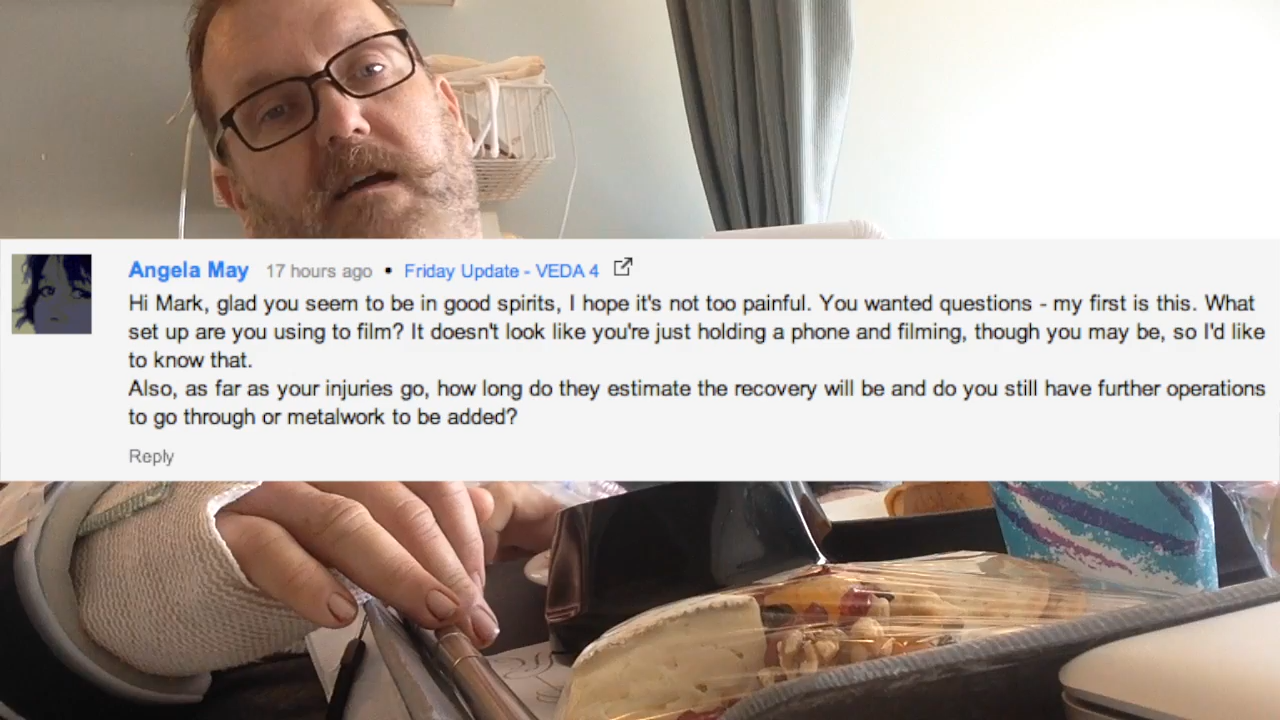 Angela May 17 hours ago • Friday Update - VEDA 4
Hi Mark, glad you seem to be in good spirits, I hope it's not too painful. You wanted questions - my first is this. What
set up are you using to film? It doesn't look like you're just holding a phone and filming, though you may be, so I'd like
to know that.
Also, as far as your injuries go, how long do they estimate the recovery will be and do you still have further operations
to go through or metalwork to be added?
Reply